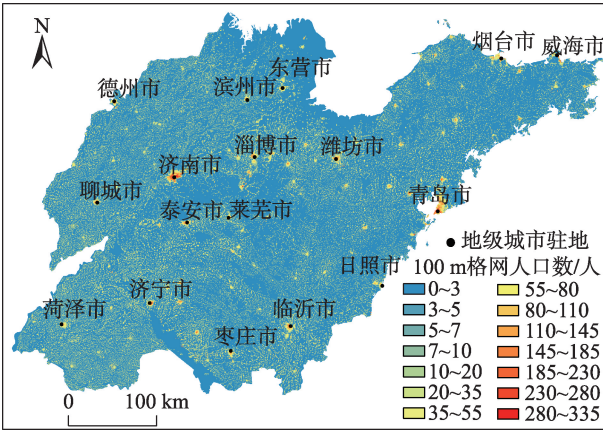 N
烟台市
威海市
东营市
德州市
滨州市
淄博市
潍坊市
济南市
聊城市
青岛市
泰安市
莱芜市
地级城市驻地
日照市
100 m格网人口数/人
济宁市
菏泽市
临沂市
枣庄市
0~3
3~5
5~7
7~10
10~20
20~35
35~55
55~80
80~110
110~145
145~185
185~230
230~280
280~335
0 100 km